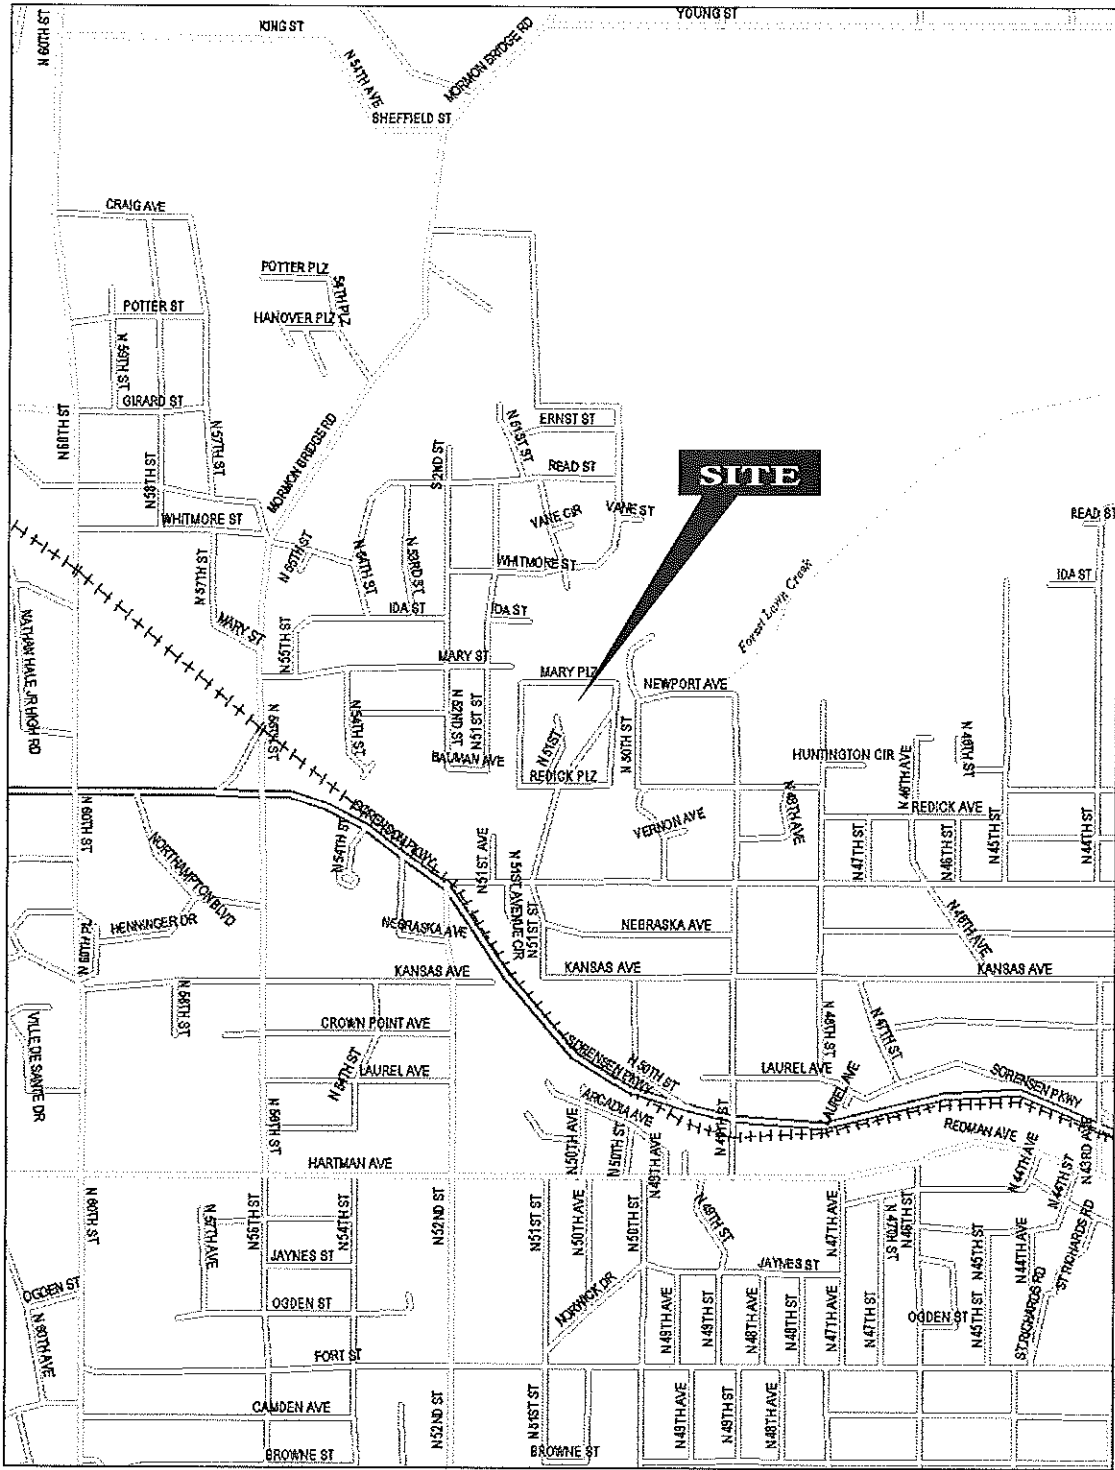 YOUNG ST
KING ST
N 60TH ST
N 54TH AVE
MORMON BRIDGE RD
SHEFFIELD ST
CRAIG AVE
POTTER PLZ
54TH PLZ
POTTER ST
HANOVER PLZ
N 59TH ST
GIRARD ST
N 60TH ST
N 57TH ST
N 58TH ST
MORMON BRIDGE RD
ERNST ST
N 51ST ST
READ ST
SITE
VANE CIR
VANE ST
WHITMORE ST
READ ST
N 55TH ST
N 54TH ST
N 53RD ST
WHITMORE ST
N 57TH ST
IDA ST
IDA ST
IDA ST
Forest Lawn Creek
MARY ST
N 55TH ST
NATHAN HALE JR HIGH RD
MARY ST
MARY PLZ
NEWPORT AVE
N 52ND ST
N 51ST ST
N 54TH ST
N 56TH ST
N 51ST
N 50TH ST
HUNTINGTON CIR
N 46TH AVE
N 46TH ST
BAUMAN AVE
REDICK PLZ
N 48TH AVE
REDICK AVE
VERNON AVE
N 60TH ST
SORENSON PKWY
N 54TH ST
NORTHAMPTON BLVD
N 51ST AVE
N 47TH ST
N 46TH ST
N 45TH ST
N 44TH ST
N 51ST AVENUE CIR
N 51ST ST
HENNINGER DR
NEBRASKA AVE
NEBRASKA AVE
N 46TH AVE
N 60TH PL
KANSAS AVE
KANSAS AVE
KANSAS AVE
N 58TH ST
CROWN POINT AVE
VILLE DE SANTE DR
N 54TH ST
LAUREL AVE
SORENSEN PKWY
N 50TH ST
N 48TH ST
N 47TH ST
LAUREL AVE
LAUREL AVE
SORENSEN PKWY
ARCADIA AVE
N 56TH ST
N 50TH AVE
N 50TH ST
N 49TH AVE
N 49TH ST
REDMAN AVE
N 44TH AVE
N 44TH ST
N 43RD AVE
HARTMAN AVE
N 60TH ST
N 57TH AVE
N 56TH ST
N 54TH ST
N 52ND ST
N 51ST ST
N 50TH AVE
N 50TH ST
N 49TH ST
N 47TH AVE
N 47TH ST
N 46TH ST
N 45TH ST
N 44TH AVE
ST RICHARDS RD
JAYNES ST
JAYNES ST
OGDEN ST
OGDEN ST
OGDEN ST
NORWICK DR
N 60TH AVE
N 49TH AVE
N 49TH ST
N 48TH AVE
N 48TH ST
N 47TH AVE
N 47TH ST
N 45TH ST
ST RICHARDS RD
FORT ST
CAMDEN AVE
N 52ND ST
N 51ST ST
N 49TH AVE
N 49TH ST
N 48TH AVE
BROWNE ST
BROWNE ST